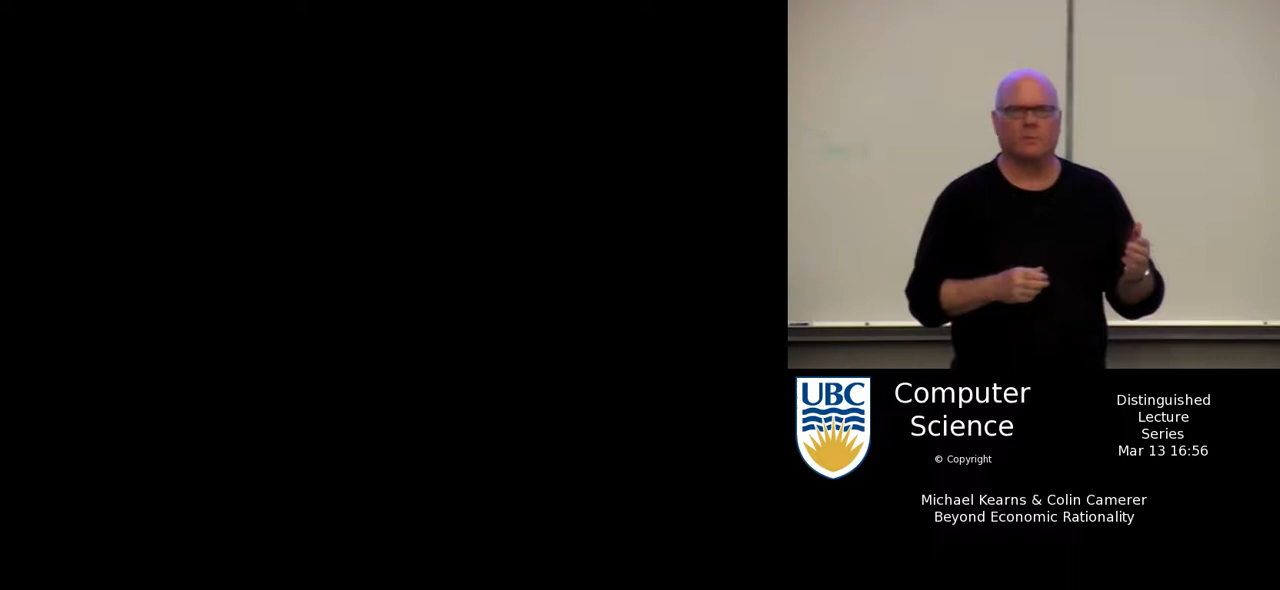 UBC
Computer
Science
© Copyright
Distinguished
Lecture
Series
Mar 13 16:56
Michael Kearns & Colin Camerer
Beyond Economic Rationality